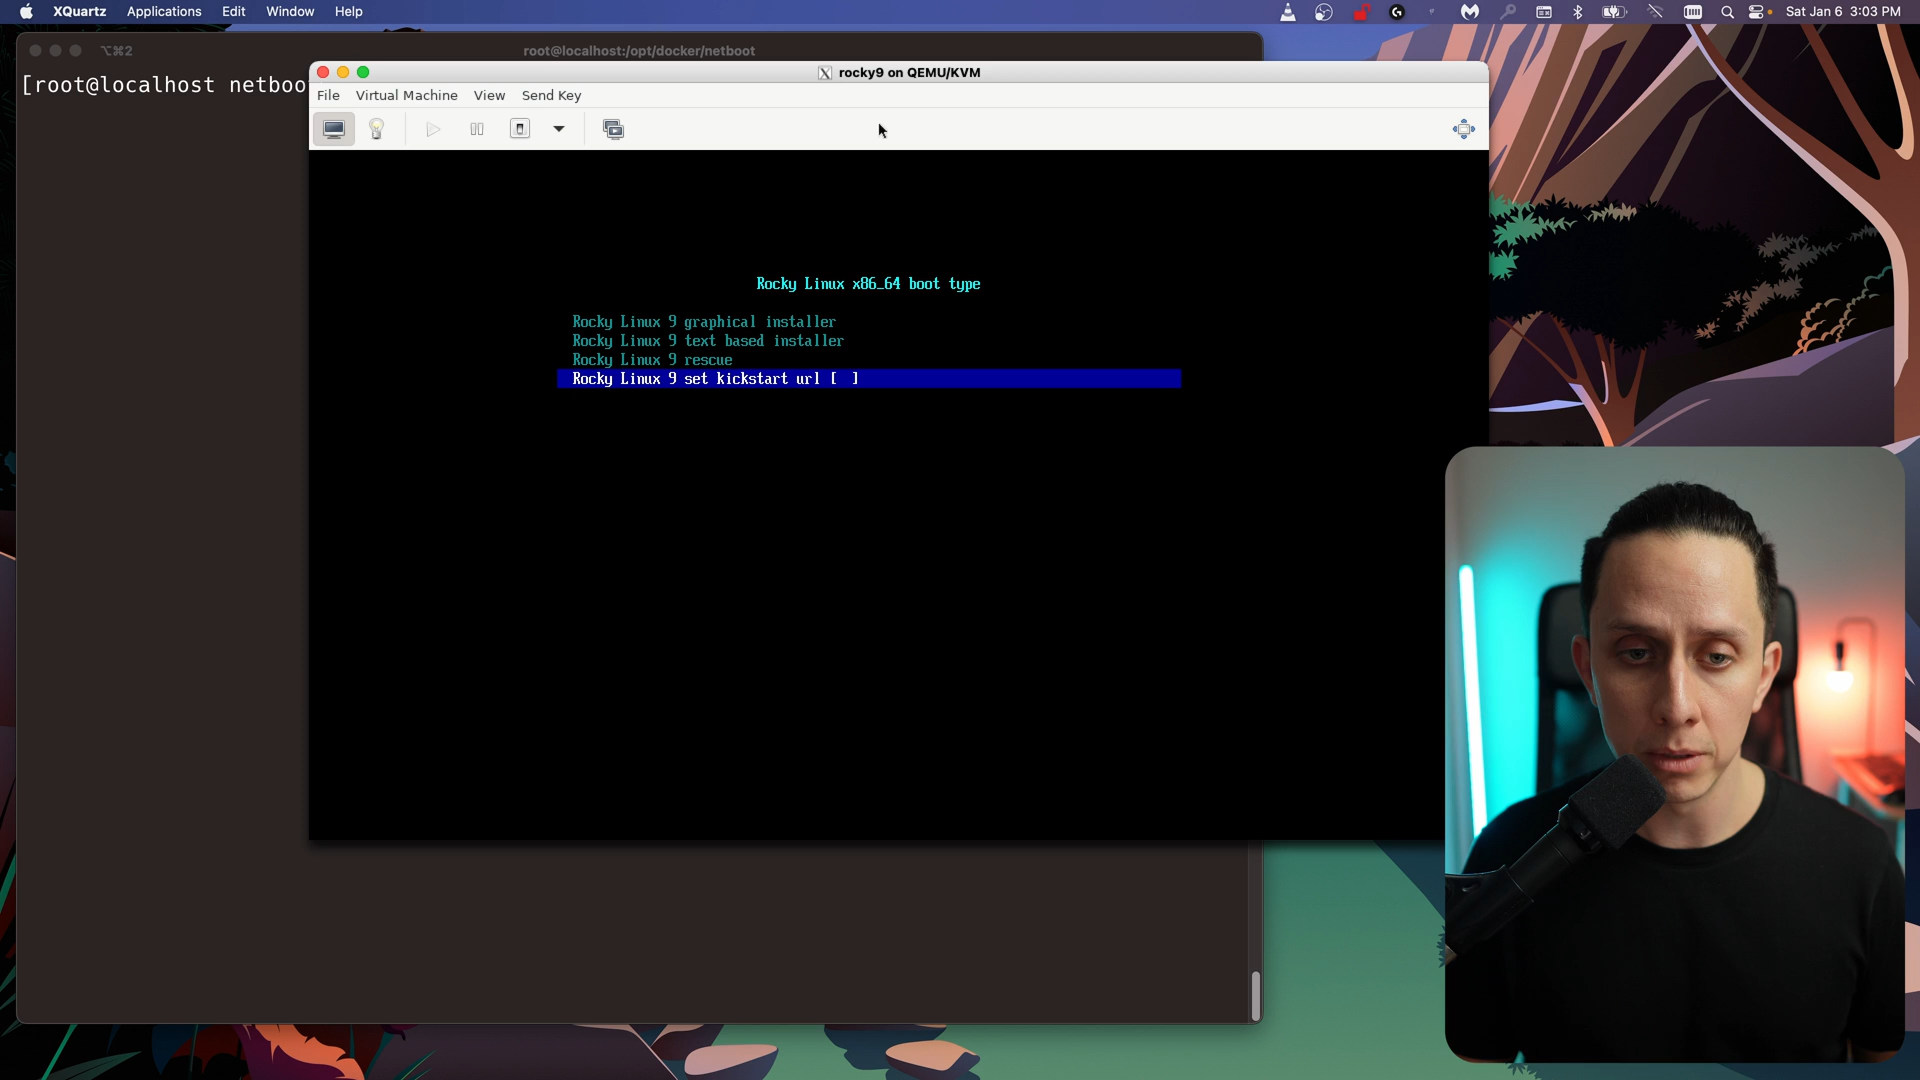 XQuartz Applications Edit Window Help Sat Jan 6 3:03 PM
⌥⌘2 root@localhost:/opt/docker/netboot
[root@localhost netboo
rocky9 on QEMU/KVM
File Virtual Machine View Send Key
Rocky Linux x86_64 boot type
Rocky Linux 9 graphical installer
Rocky Linux 9 text based installer
Rocky Linux 9 rescue
Rocky Linux 9 set kickstart url [ ]